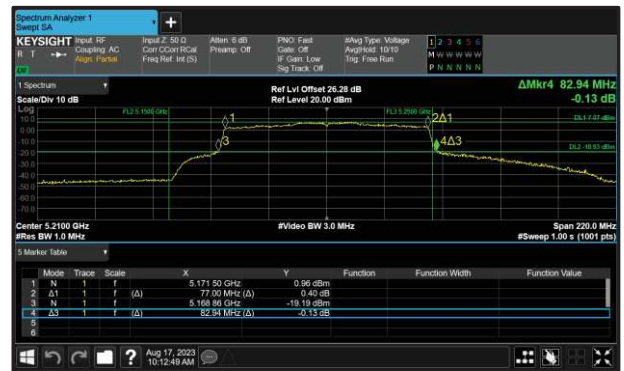 Spectrum Analyzer 1
Swept SA
+
KEYSIGHT Input: RF Input Z: 50 Ω Atten: 6 dB PNO: Fast #Avg Type: Voltage 1 2 3 4 5 6
R T Coupling: AC Corr CCorr RCal Preamp: Off Gate: Off Avg|Hold: 10/10 M W W W W W
Align: Partial Freq Ref: Int (S) IF Gain: Low Trig: Free Run P N N N N N
Sig Track: Off
1 Spectrum Ref Lvl Offset 26.28 dB ΔMkr4 82.94 MHz
Scale/Div 10 dB Ref Level 20.00 dBm -0.13 dB
Log FL2 5.1500 GHz FL3 5.2500 GHz
10.0 1 2Δ1 DL1 7.07 dBm
0.00
-10.0 3 4Δ3 DL2 -18.93 dBm
-20.0
-30.0
-40.0
-50.0
-60.0
-70.0
Center 5.2100 GHz #Video BW 3.0 MHz Span 220.0 MHz
#Res BW 1.0 MHz #Sweep 1.00 s (1001 pts)
5 Marker Table
Mode Trace Scale X Y Function Function Width Function Value
1 N 1 f 5.171 50 GHz 0.96 dBm
2 Δ1 1 f (Δ) 77.00 MHz (Δ) 0.40 dB
3 N 1 f 5.168 86 GHz -19.19 dBm
4 Δ3 1 f (Δ) 82.94 MHz (Δ) -0.13 dB
5
6
? Aug 17, 2023
10:12:49 AM